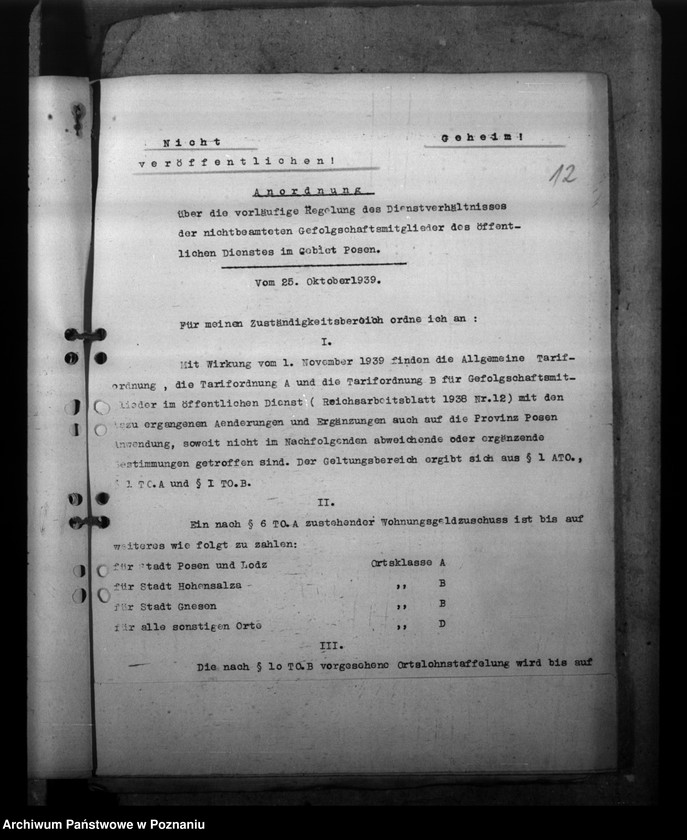 Nicht
veröffentlichen!
Geheim!
12
Anordnung
über die vorläufige Regelung des Dienstverhältnisses
der nichtbeamteten Gefolgschaftsmitglieder des öffent-
lichen Dienstes im Gebiet Posen.
Vom 25. Oktober1939.
Für meinen Zuständigkeitsbereich ordne ich an :
I.
Mit Wirkung vom 1. November 1939 finden die Allgemeine Tarif-
ordnung , die Tarifordnung A und die Tarifordnung B für Gefolgschaftsmit-
lieder im öffentlichen Dienst ( Reichsarbeitsblatt 1938 Nr.12) mit den
azu ergangenen Aenderungen und Ergänzungen auch auf die Provinz Posen
Anwendung, soweit nicht im Nachfolgenden abweichende oder ergänzende
Bestimmungen getroffen sind. Der Geltungsbereich ergibt sich aus § 1 ATO.,
§ 1 TO.A und § I TO.B.
II.
Ein nach § 6 TO.A zustehender Wohnungsgeldzuschuss ist bis auf
weiteres wie folgt zu zahlen:
für Stadt Posen und Lodz Ortsklasse A
für Stadt Hohensalza - ,, B
für Stadt Gnesen ,, B
für alle sonstigen Orte ,, D
III.
Die nach § 10 TO.B vorgesehene Ortslohnstaffelung wird bis auf
Archiwum Państwowe w Poznaniu